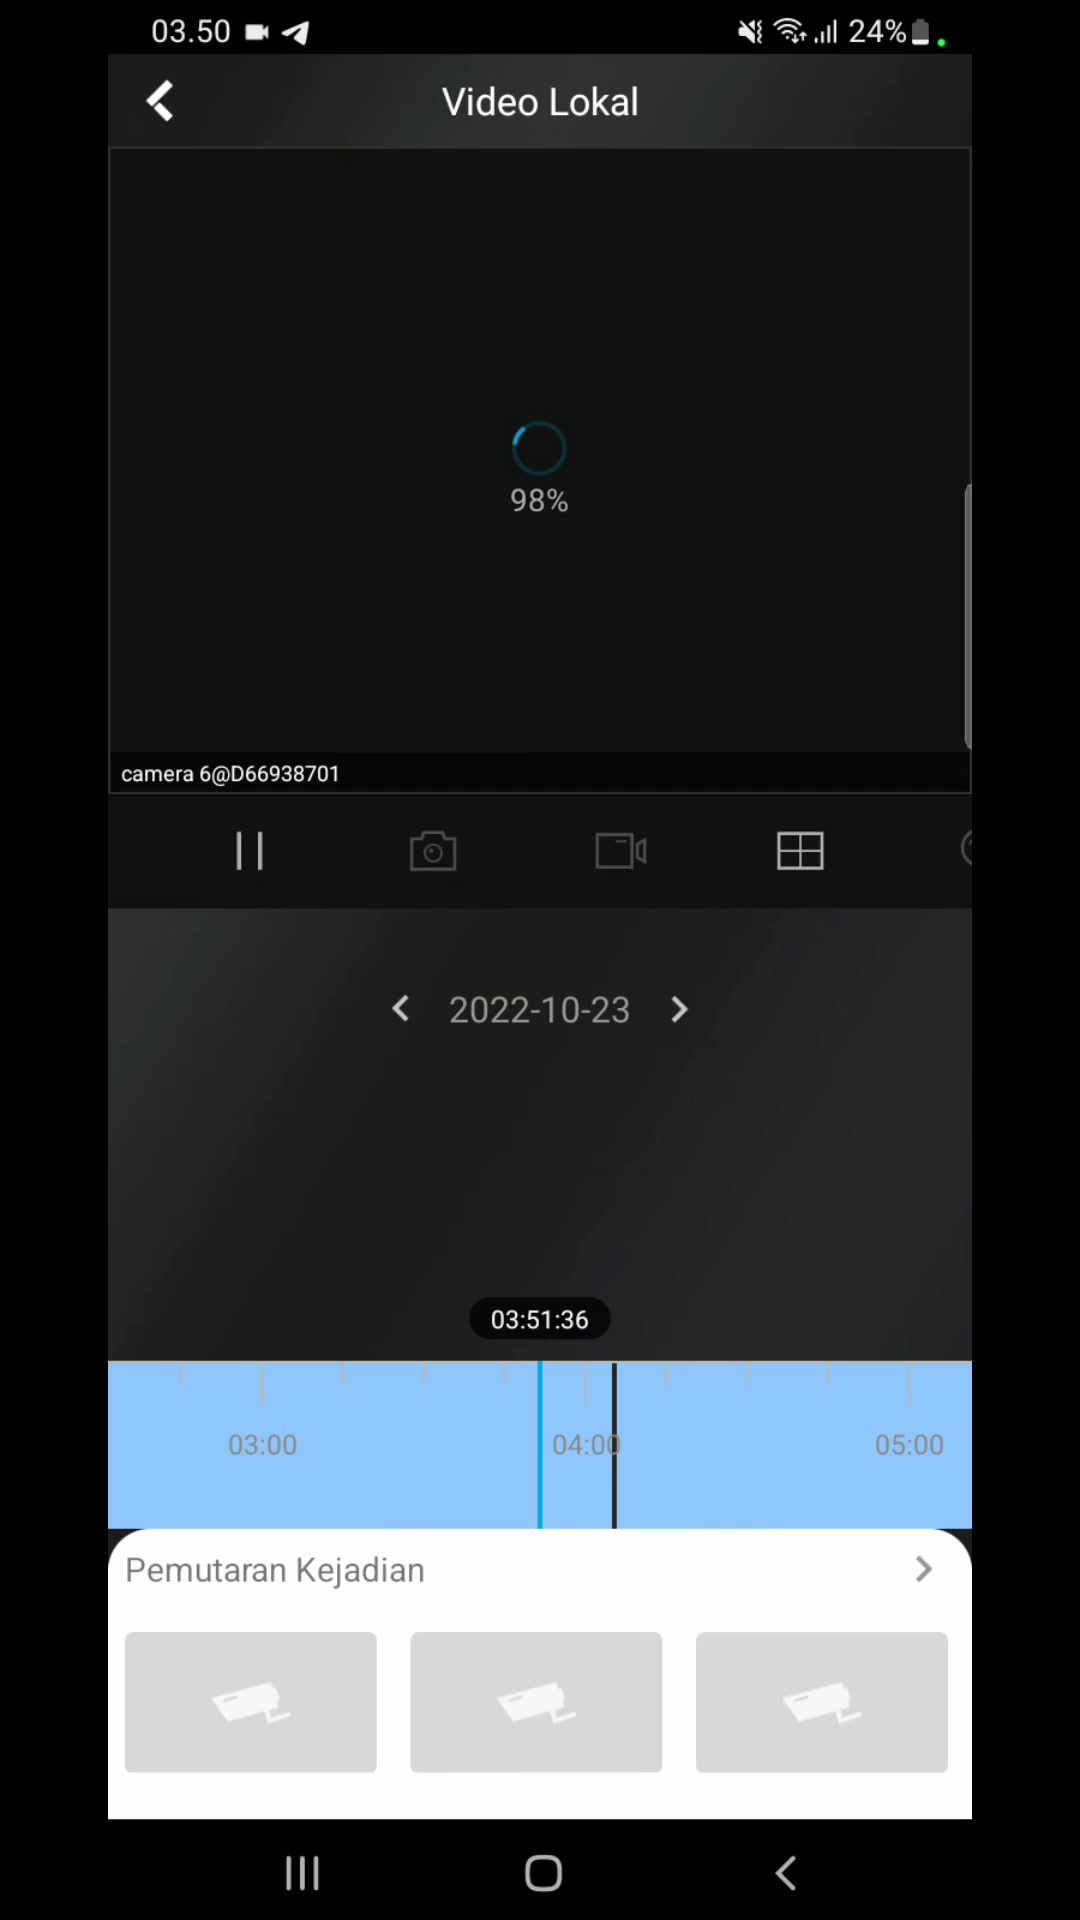 03.50
24%
Video Lokal
98%
camera 6@D66938701
2022-10-23
03:51:36
03:00 04:00 05:00
Pemutaran Kejadian